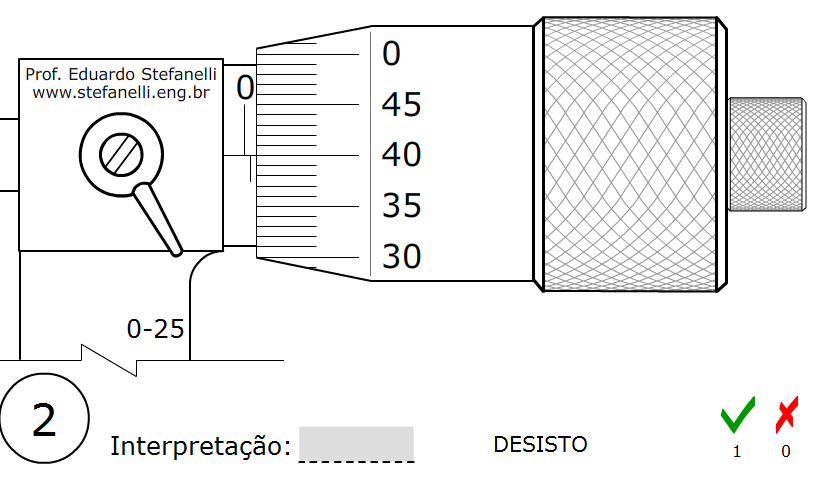 Prof. Eduardo Stefanelli
www.stefanelli.eng.br
0
0
45
40
35
30
0-25
2
Interpretação:
DESISTO
1
0